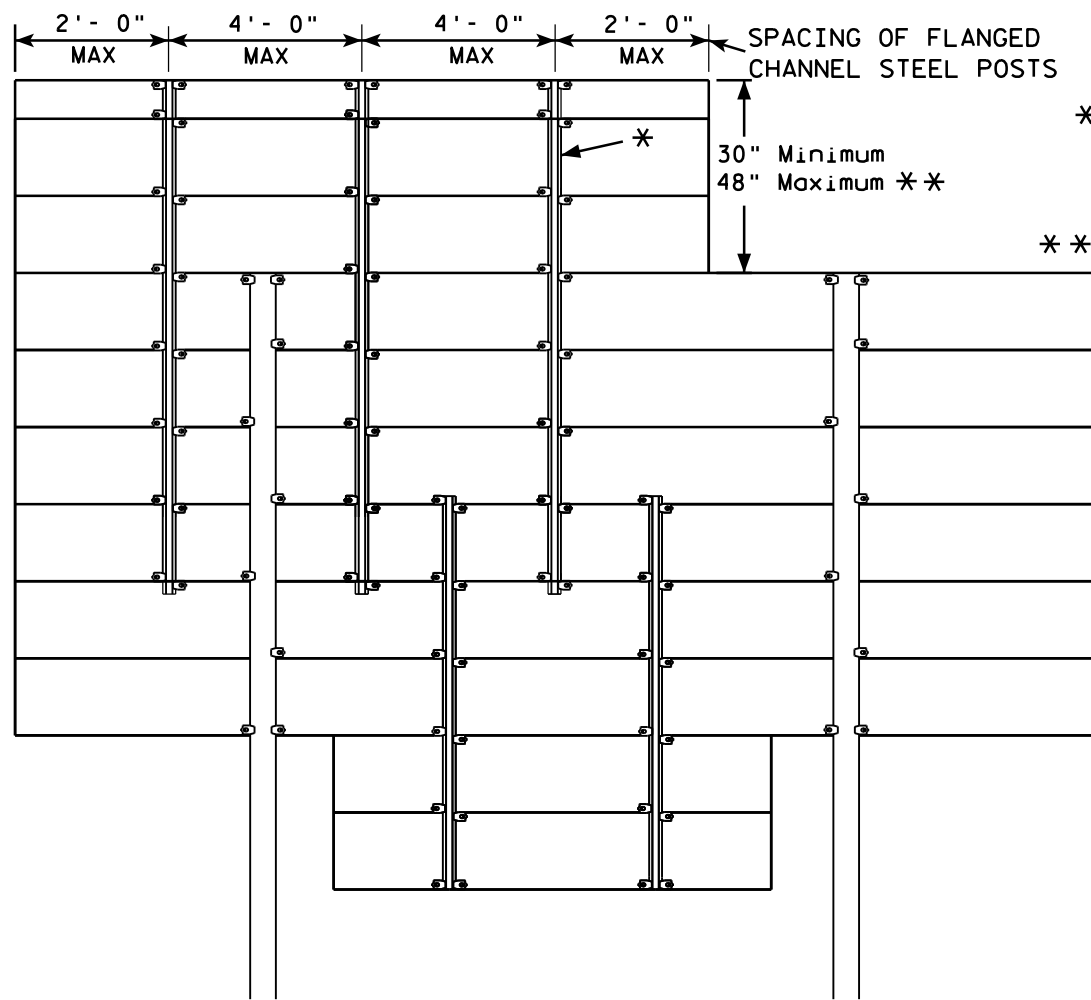 2'- 0" 4'- 0" 4'- 0" 2'- 0"
MAX MAX MAX MAX
SPACING OF FLANGED
CHANNEL STEEL POSTS
*
*
30" Minimum
48" Maximum * *
* *